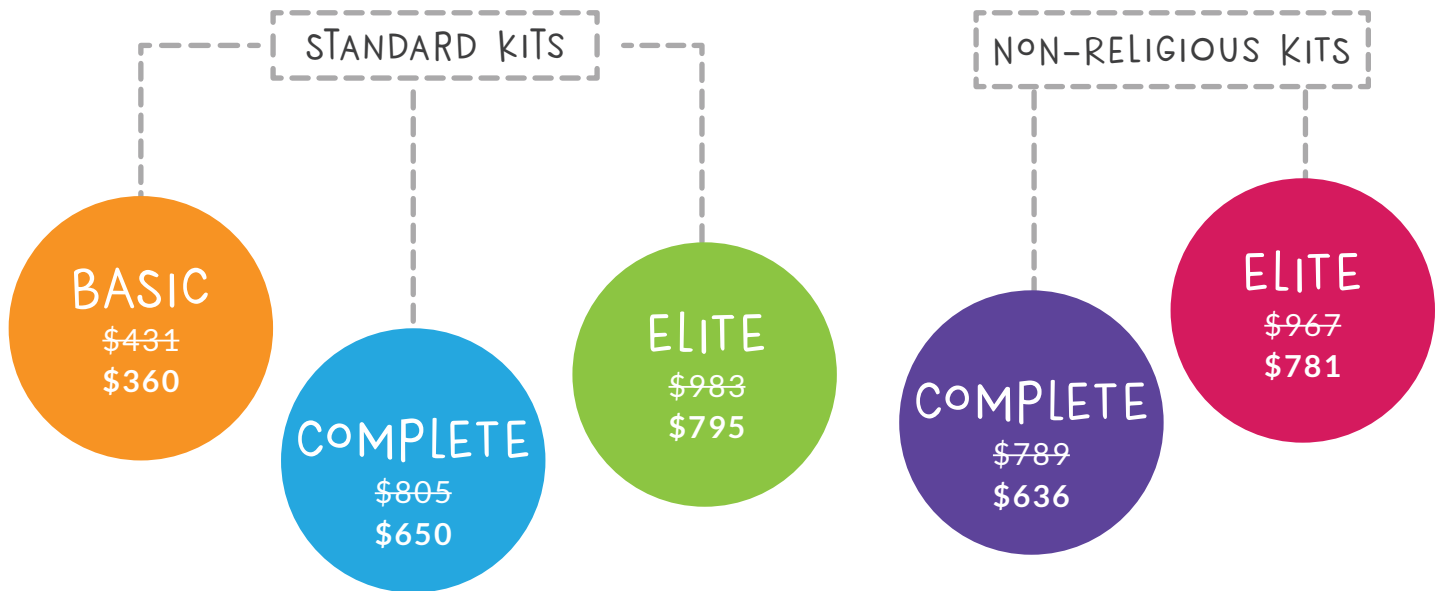 STANDARD KITS
BASIC
$431
$360
COMPLETE
$805
$650
ELITE
$983
$795
NON-RELIGIOUS KITS
COMPLETE
$789
$636
ELITE
$967
$781